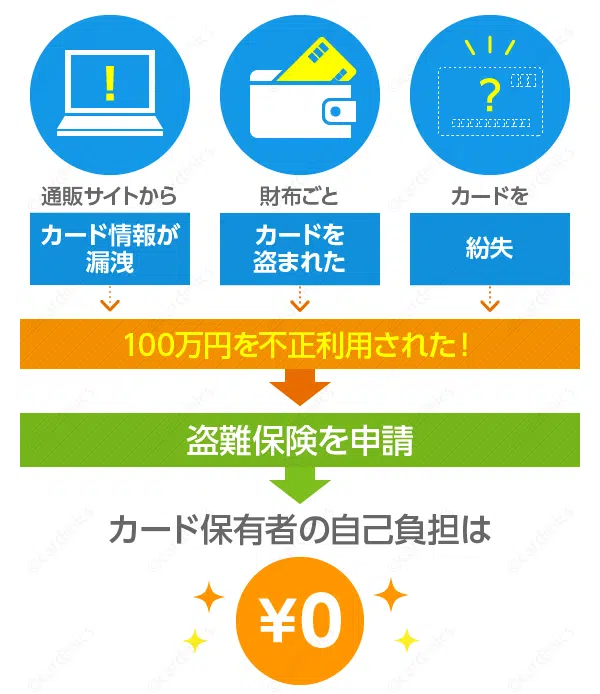 !
?
通販サイトから
財布ごと
カードを
カード情報が
漏洩
カードを
盗まれた
紛失
100万円を不正利用された!
盗難保険を申請
カード保有者の自己負担は
¥0